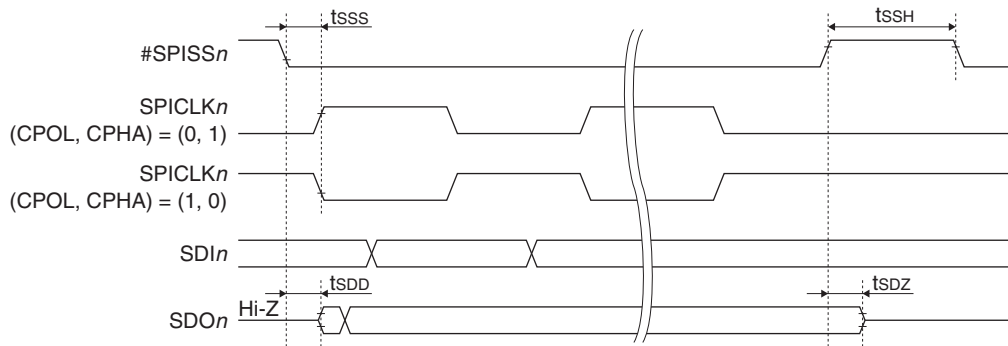 tSSS
tSSH
#SPISSn
SPICLKn
(CPOL, CPHA) = (0, 1)
SPICLKn
(CPOL, CPHA) = (1, 0)
SDIn
tSDD
tSDZ
Hi-Z
SDOn